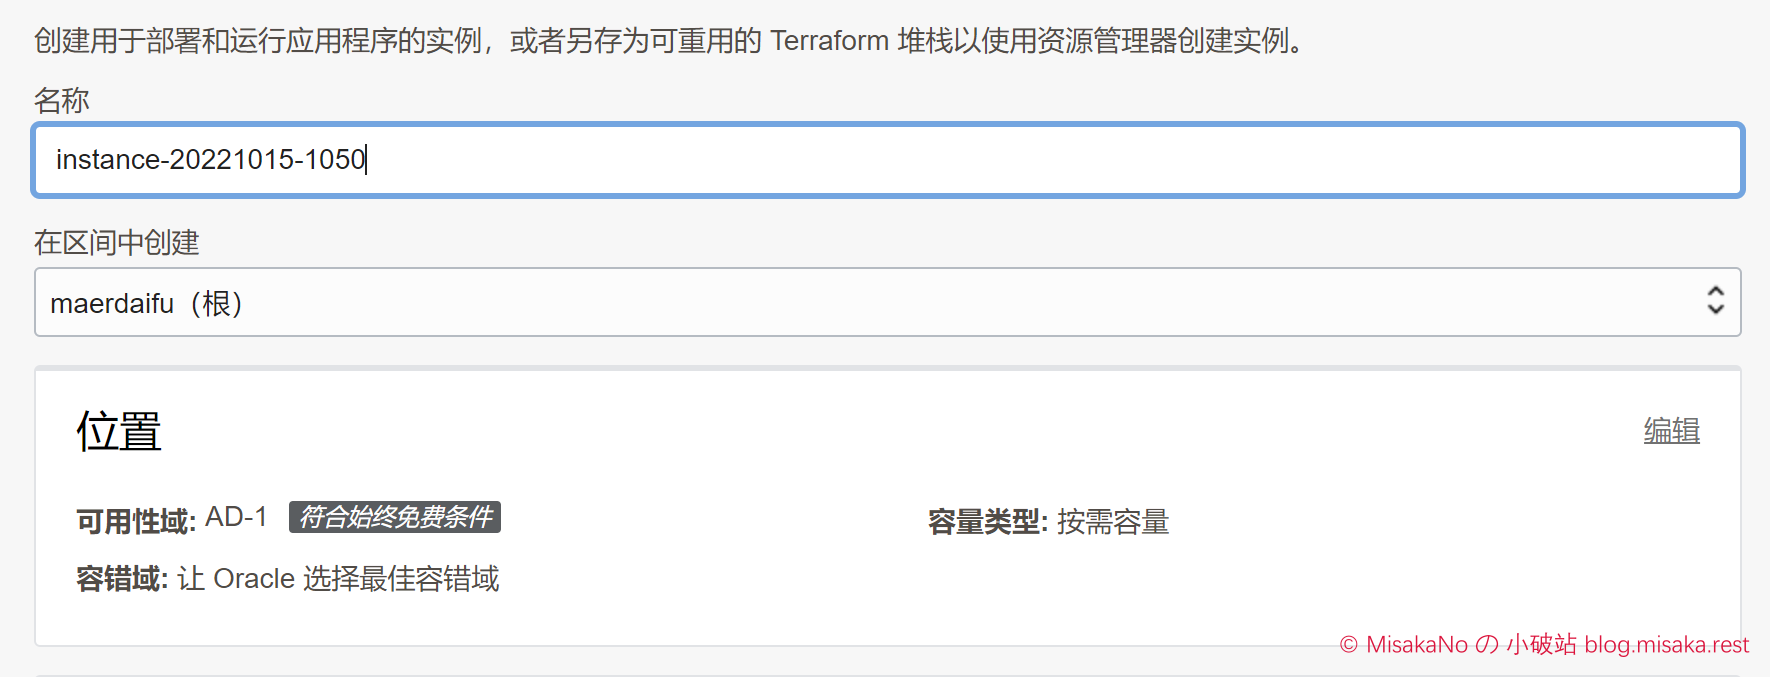 创建用于部署和运行应用程序的实例，或者另存为可重用的 Terraform 堆栈以使用资源管理器创建实例。
名称
instance-20221015-1050
在区间中创建
maerdaifu（根）
位置
编辑
可用性域: AD-1 符合始终免费条件
容量类型: 按需容量
容错域: 让 Oracle 选择最佳容错域
© MisakaNo の 小破站 blog.misaka.rest